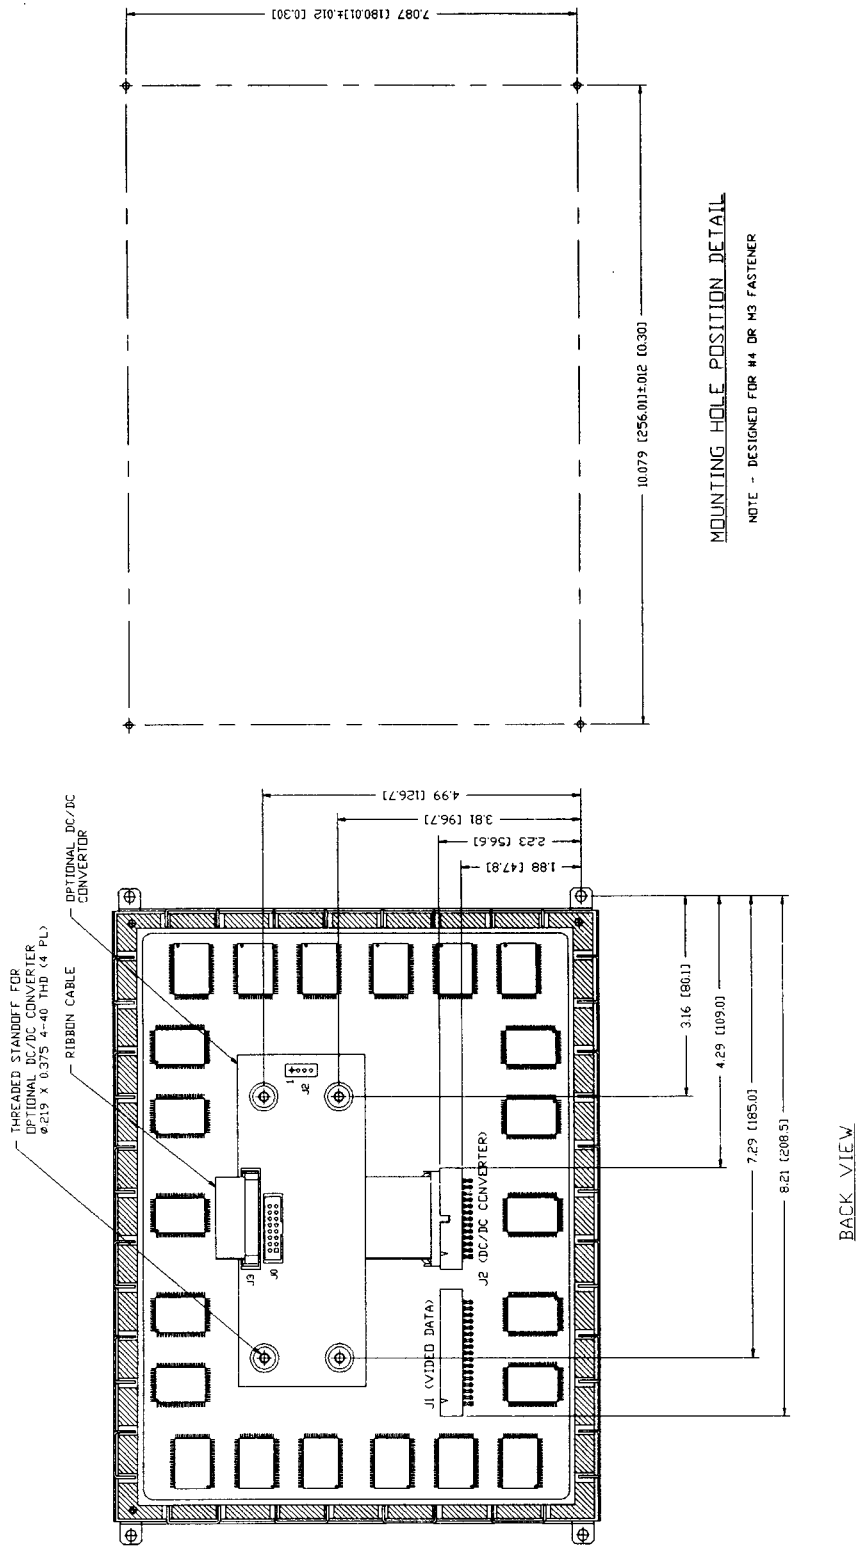 7.087 [180.01]±.012 [0.30]
10.079 [256.01]±.012 [0.30]
MOUNTING HOLE POSITION DETAIL
NOTE - DESIGNED FOR #4 OR M3 FASTENER
THREADED STANDOFF FOR
OPTIONAL DC/DC CONVERTER
ø.219 X 0.375 4-40 THD (4 PL)
RIBBON CABLE
OPTIONAL DC/DC
CONVERTOR
4.99 [126.7]
3.81 [96.7]
2.23 [56.6]
1.88 [47.8]
1
J2
J3
J0
J2 (DC/DC CONVERTER)
J1 (VIDEO DATA)
3.16 [80.1]
4.29 [109.0]
7.29 [185.0]
8.21 [208.5]
BACK VIEW